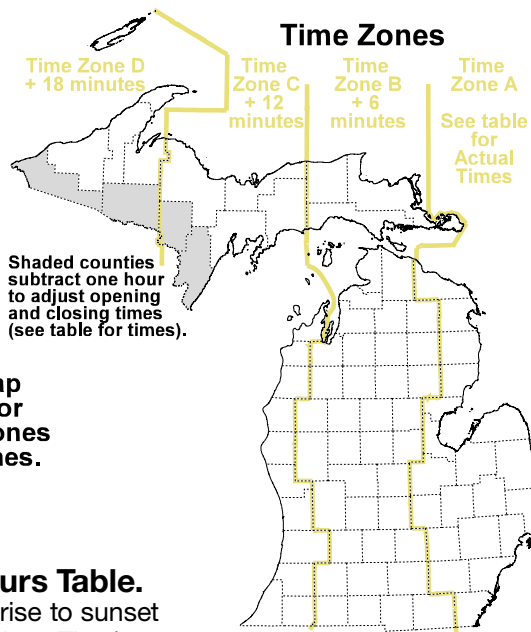 Time Zones
Time Zone D
+ 18 minutes
Time
Zone C
+ 12
minutes
Time
Zone B
+ 6
minutes
Time
Zone A
See table
for
Actual
Times
Shaded counties
subtract one hour
to adjust opening
and closing times
(see table for times).
ap
or
ones
nes.
urs Table.
rise to sunset